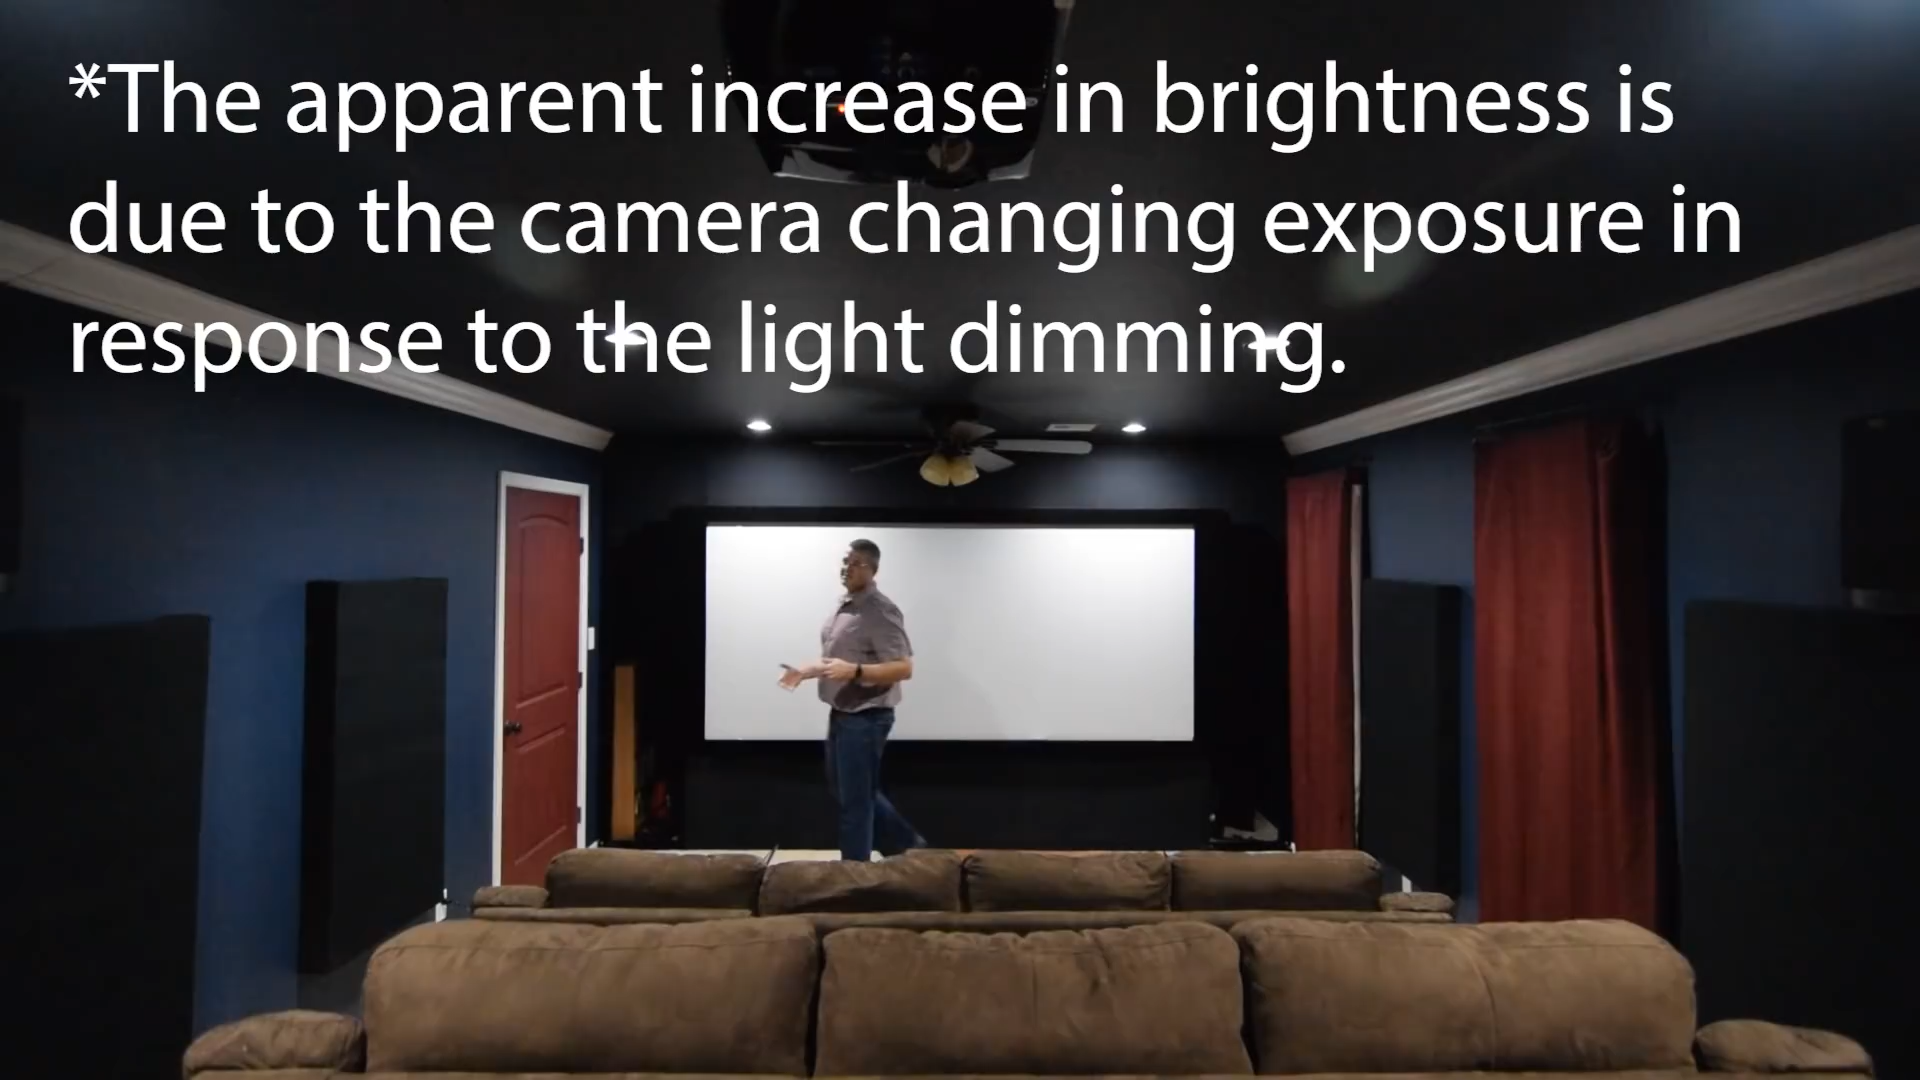 *The apparent increase in brightness is
due to the camera changing exposure in
response to the light dimming.